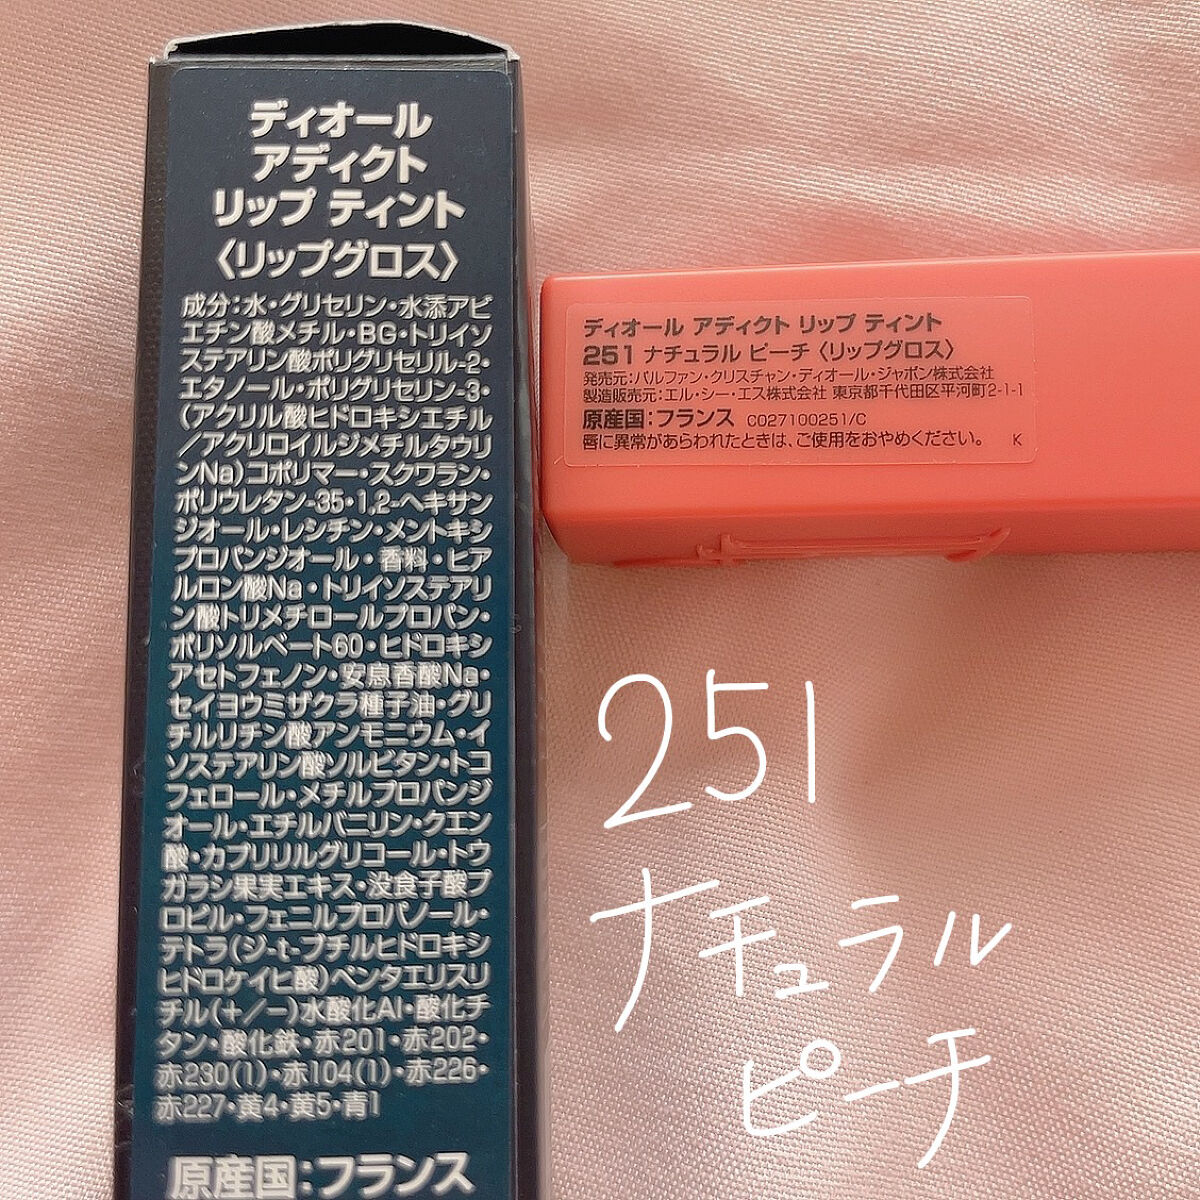 ディオール
アディクト
リップ ティント
〈リップグロス〉
成分：水・グリセリン・水添アビ
エチン酸メチル・BG・トリイソ
ステアリン酸ポリグリセリル-2・
エタノール・ポリグリセリン-3・
(アクリル酸ヒドロキシエチル
/アクリロイルジメチルタウリ
ンNa)コポリマー・スクワラン・
ポリウレタン-35・1,2-ヘキサン
ジオール・レシチン・メントキシ
プロパンジオール・香料・ヒア
ルロン酸Na・トリイソステアリ
ン酸トリメチロールプロパン・
ポリソルベート60・ヒドロキシ
アセトフェノン・安息香酸Na・
セイヨウミザクラ種子油・グリ
チルリチン酸アンモニウム・イ
ソステアリン酸ソルビタン・トコ
フェロール・メチルプロパンジ
オール・エチルバニリン・クエン
酸・カプリリルグリコール・トウ
ガラシ果実エキス・没食子酸プ
ロピル・フェニルプロパノール・
テトラ(ジ-t-ブチルヒドロキシ
ヒドロケイヒ酸)ペンタエリスリ
チル(+/-)水酸化Al・酸化チ
タン・酸化鉄・赤201・赤202・
赤230(1)・赤104(1)・赤226・
赤227・黄4・黄5・青1
原産国：フランス
ディオール アディクト リップ ティント
251 ナチュラル ピーチ〈リップグロス〉
発売元：パルファン・クリスチャン・ディオール・ジャポン株式会社
製造販売元：エル・シー・エス株式会社 東京都千代田区平河町2-1-1
原産国：フランス C027100251/C
唇に異常があらわれたときは、ご使用をおやめください。 K
251
ナチュラル
ピーチ